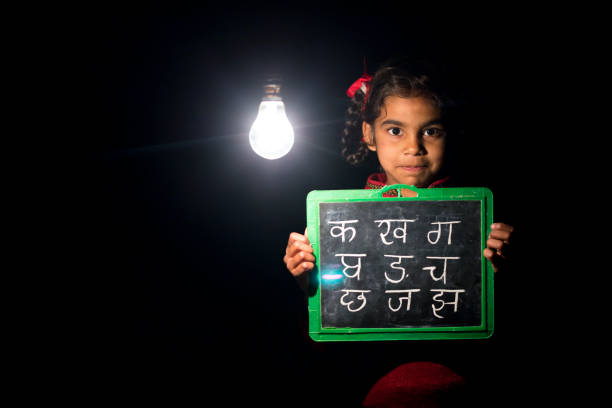 क ख ग
घ ङ च
छ ज झ